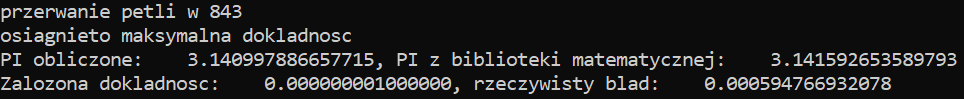 przerwanie petli w 843
osiagnieto maksymalna dokladnosc
PI obliczone:    3.140997886657715, PI z biblioteki matematycznej:    3.141592653589793
Zalozona dokladnosc:    0.000000001000000, rzeczywisty blad:    0.000594766932078